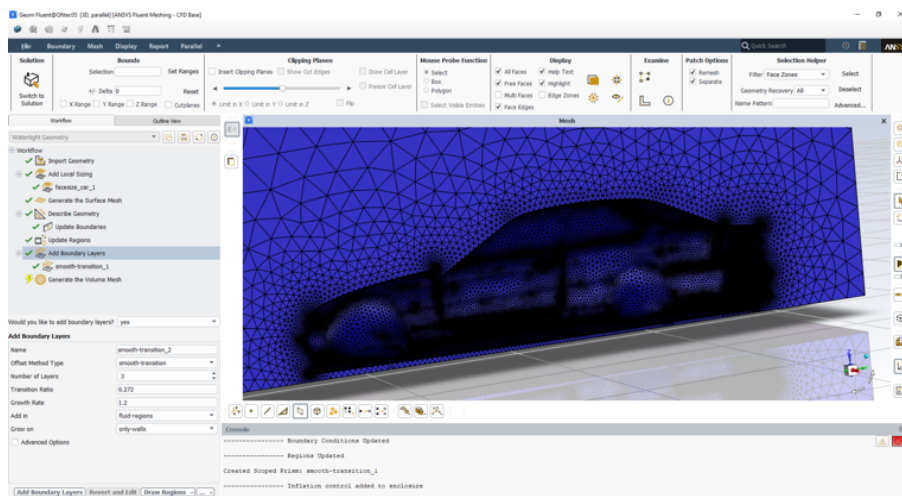 Geom Fluent@Ofitec05 [3D, parallel] [ANSYS Fluent Meshing - CFD Base]
File Boundary Mesh Display Report Parallel
Quick Search
ANSYS
Solution
Switch to
Solution
Bounds
Selection
Set Ranges
+/- Delta 0
Reset
X Range Y Range Z Range Cutplanes
Clipping Planes
Insert Clipping Planes Show Cut Edges Draw Cell Layer
Freeze Cell Layer
Limit in X Limit in Y Limit in Z Flip
Mouse Probe Function
Select
Box
Polygon
Select Visible Entities
Display
All Faces Help Text
Free Faces Highlight
Multi Faces Edge Zones
Face Edges
Examine
Patch Options
Remesh
Separate
Selection Helper
Filter Face Zones Select
Geometry Recovery All Deselect
Name Pattern Advanced...
Workflow Outline View
Watertight Geometry
Workflow
Import Geometry
Add Local Sizing
facesize_car_1
Generate the Surface Mesh
Describe Geometry
Update Boundaries
Update Regions
Add Boundary Layers
smooth-transition_1
Generate the Volume Mesh
Would you like to add boundary layers? yes
Add Boundary Layers
Name smooth-transition_2
Offset Method Type smooth-transition
Number of Layers 3
Transition Ratio 0.272
Growth Rate 1.2
Add in fluid-regions
Grow on only-walls
Advanced Options
Add Boundary Layers Revert and Edit Draw Regions ...
Mesh
Console
---------------- Boundary Conditions Updated
---------------- Regions Updated
Created Scoped Prism: smooth-transition_1
---------------- Inflation control added to enclosure